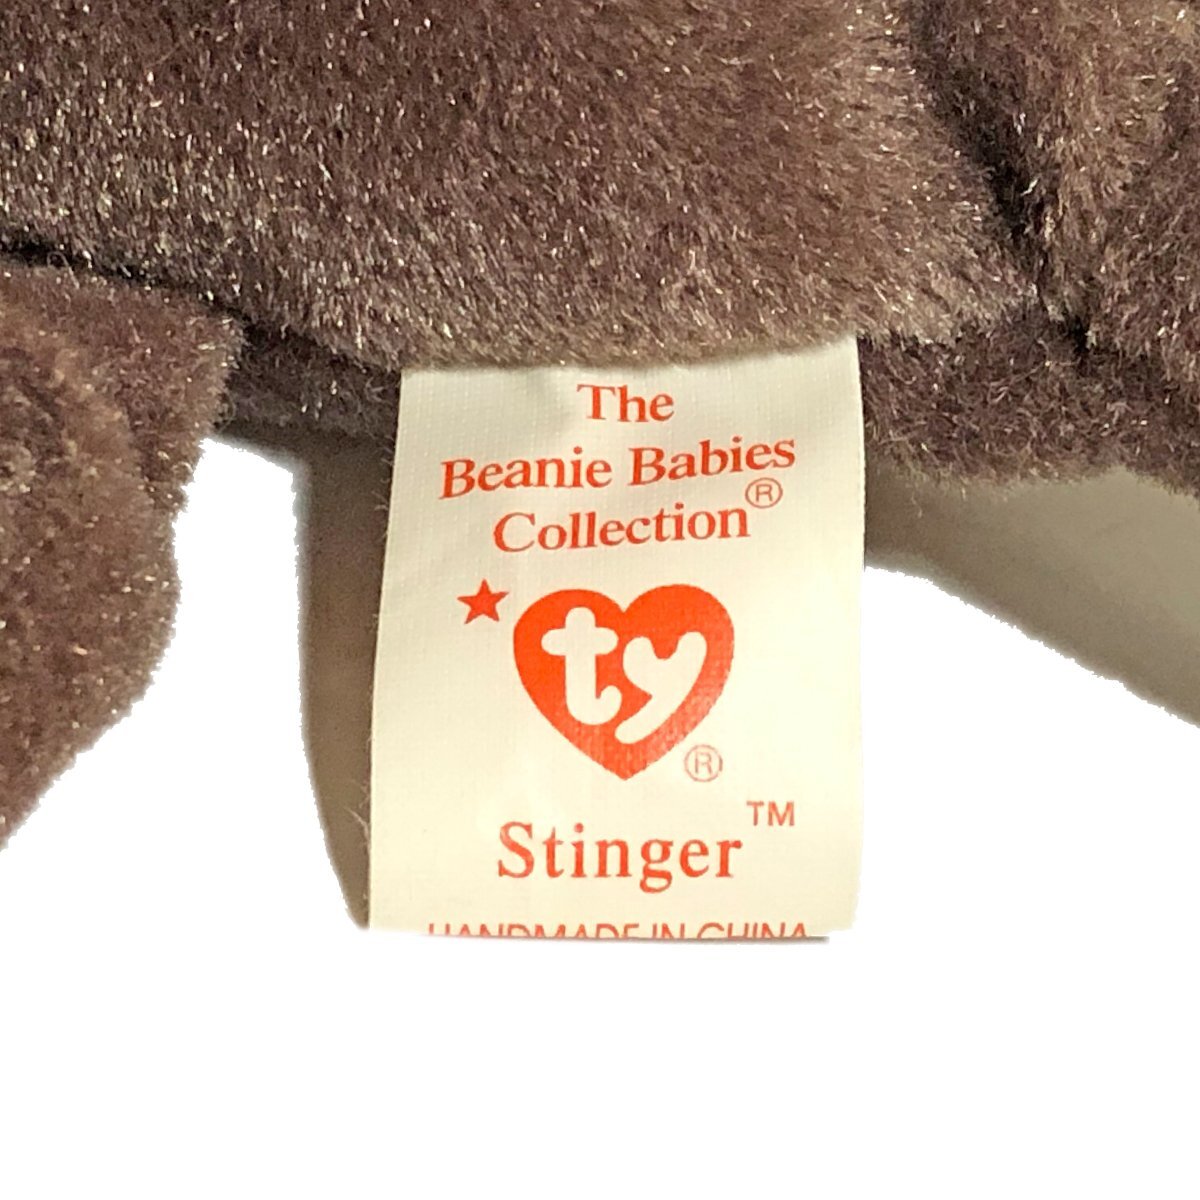 The
Beanie Babies
Collection®
ty®
Stinger™
HANDMADE IN CHINA